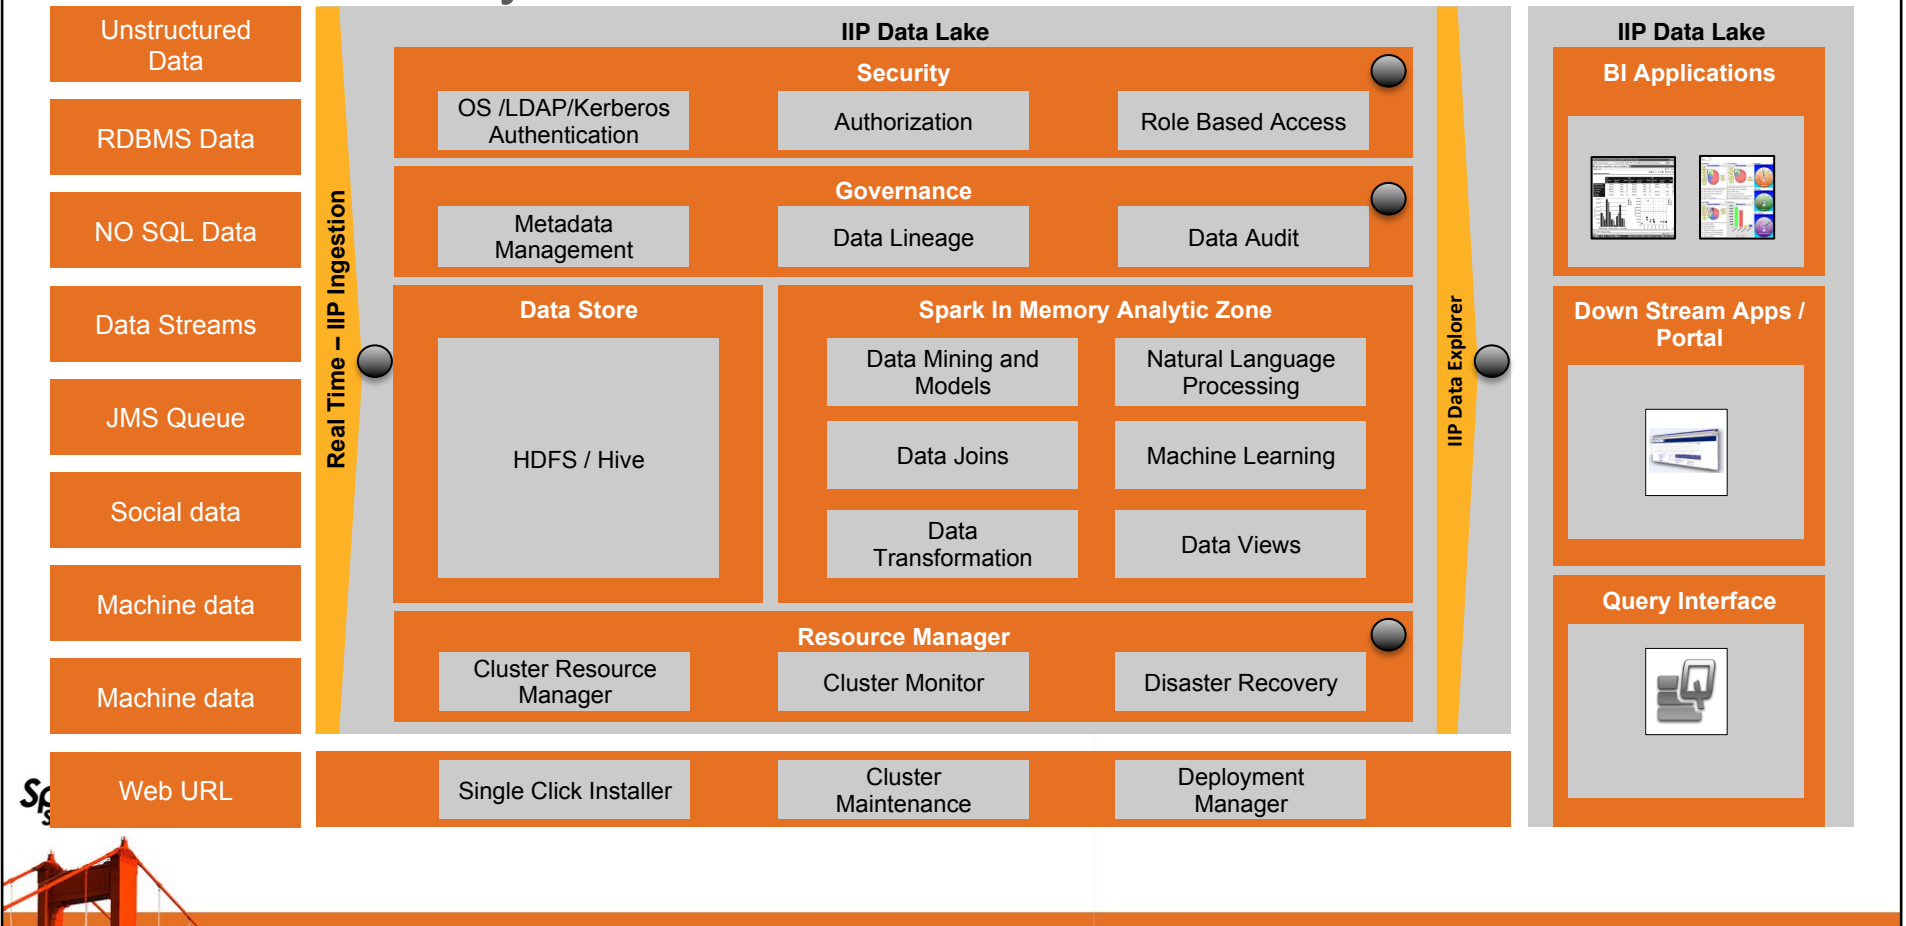 Unstructured
Data
RDBMS Data
NO SQL Data
Data Streams
JMS Queue
Social data
Machine data
Machine data
Web URL
Real Time – IIP Ingestion
IIP Data Lake
Security
OS /LDAP/Kerberos
Authentication
Authorization
Role Based Access
Governance
Metadata
Management
Data Lineage
Data Audit
Data Store
HDFS / Hive
Spark In Memory Analytic Zone
Data Mining and
Models
Natural Language
Processing
Data Joins
Machine Learning
Data
Transformation
Data Views
Resource Manager
Cluster Resource
Manager
Cluster Monitor
Disaster Recovery
Single Click Installer
Cluster
Maintenance
Deployment
Manager
IIP Data Explorer
IIP Data Lake
BI Applications
Down Stream Apps /
Portal
Query Interface